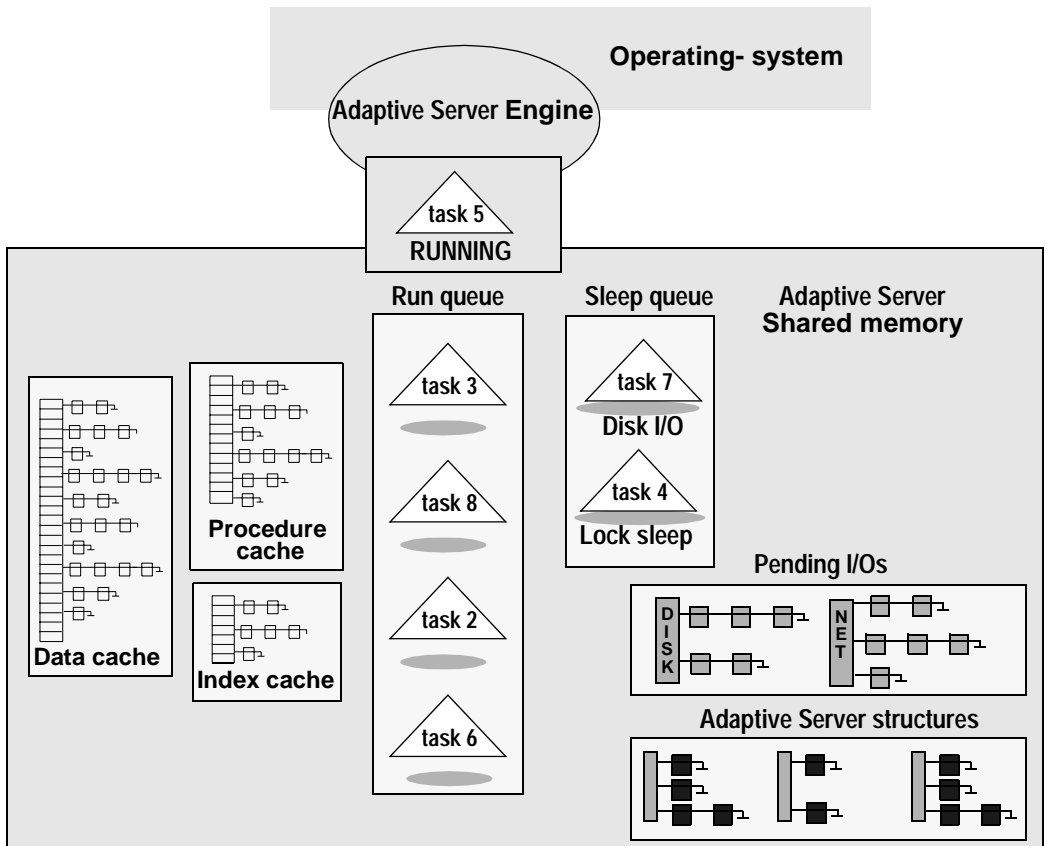 Operating- system
Adaptive Server Engine
task 5
RUNNING
Run queue
Sleep queue
Adaptive Server
Shared memory
task 3
task 8
task 2
task 6
task 7
Disk I/O
task 4
Lock sleep
Procedure
cache
Data cache
Index cache
Pending I/Os
DISK
NET
Adaptive Server structures